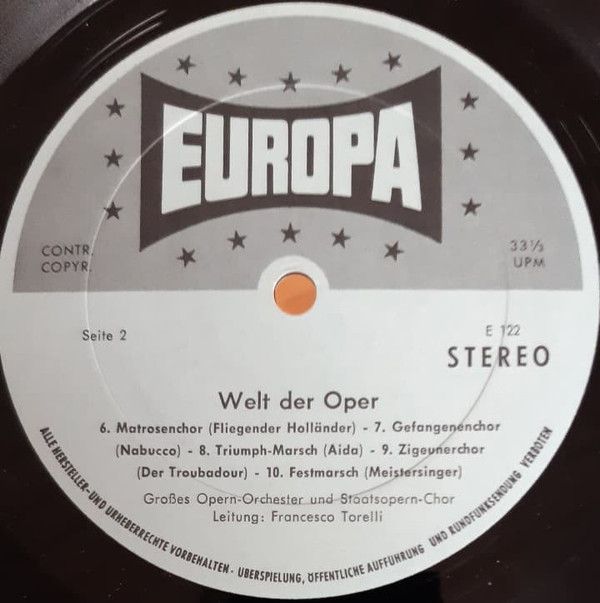 EUROPA
CONTR.
COPYR.
33⅓
UPM
Seite 2
E 122
STEREO
Welt der Oper
6. Matrosenchor (Fliegender Holländer) - 7. Gefangenenchor
(Nabucco) - 8. Triumph-Marsch (Aida) - 9. Zigeunerchor
(Der Troubadour) - 10. Festmarsch (Meistersinger)
Großes Opern-Orchester und Staatsopern-Chor
Leitung: Francesco Torelli
ALLE HERSTELLER-UND URHEBERRECHTE VORBEHALTEN - UBERSPIELUNG, ÖFFENTLICHE AUFFUHRUNG UND RUNDFUNKSENDUNG VERBOTEN